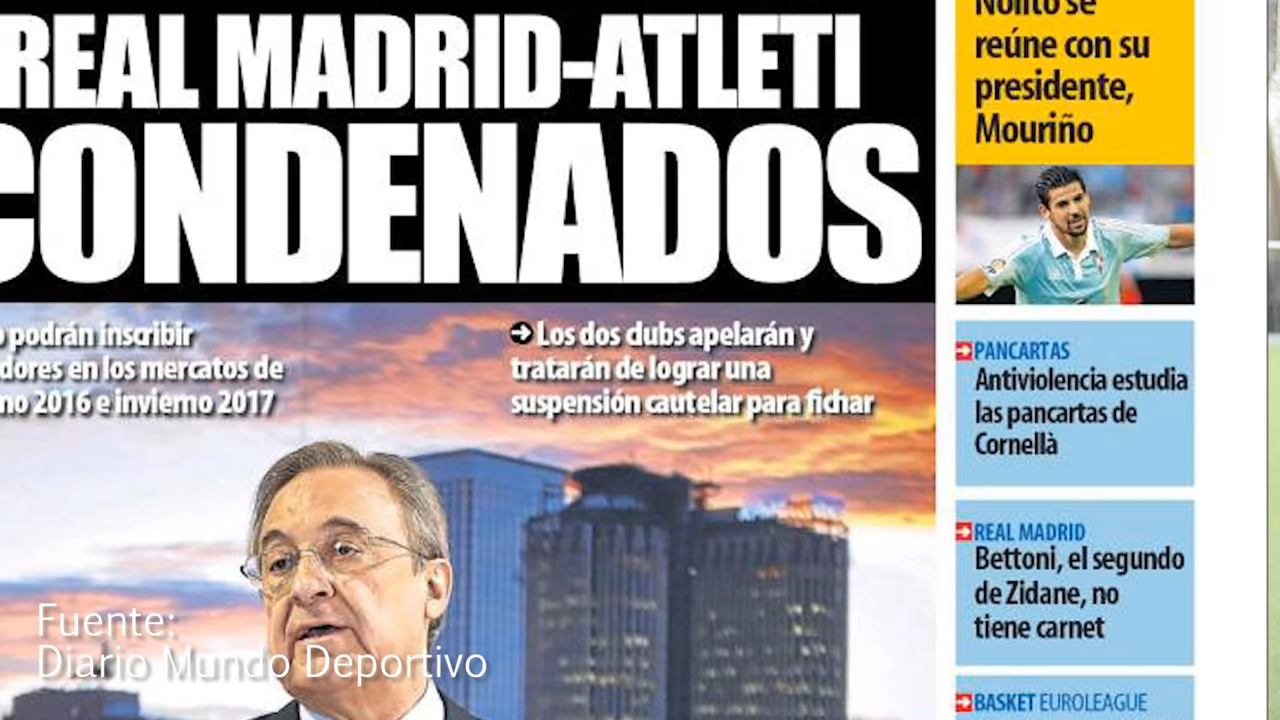 REAL MADRID-ATLETI
CONDENADOS
podrán inscribir
en los mercatos de
2016 e invierno 2017
Los dos clubs apelarán y
tratarán de lograr una
suspensión cautelar para fichar
Fuente:
Diario Mundo Deportivo
Nolito se
reúne con su
presidente,
Mouriño
PANCARTAS
Antiviolencia estudia
las pancartas de
Cornellà
REAL MADRID
Bettoni, el segundo
de Zidane, no
tiene carnet
BASKET EUROLEAGUE